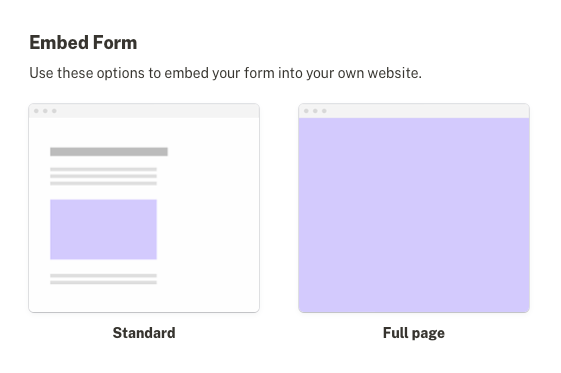 Embed Form
Use these options to embed your form into your own website.
Standard
Full page